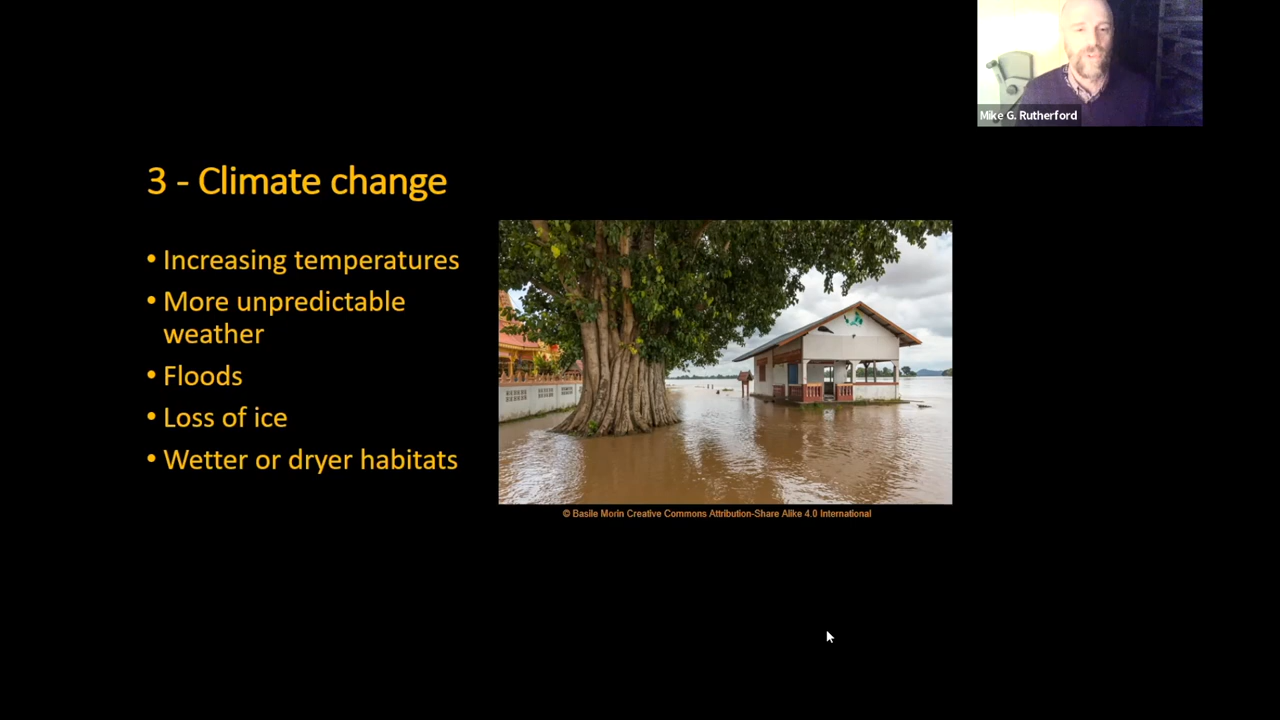 Mike G. Rutherford
3 - Climate change
• Increasing temperatures
• More unpredictable
weather
• Floods
• Loss of ice
• Wetter or dryer habitats
© Basile Morin Creative Commons Attribution-Share Alike 4.0 International